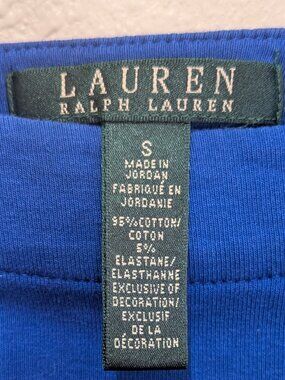 LAUREN
RALPH LAUREN
S
MADE IN
JORDAN
FABRIQUÉ EN
JORDANIE
95%COTTON/
COTON
5%
ELASTANE/
ELASTHANNE
EXCLUSIVE OF
DECORATION/
EXCLUSIF
DE LA
DÉCORATION